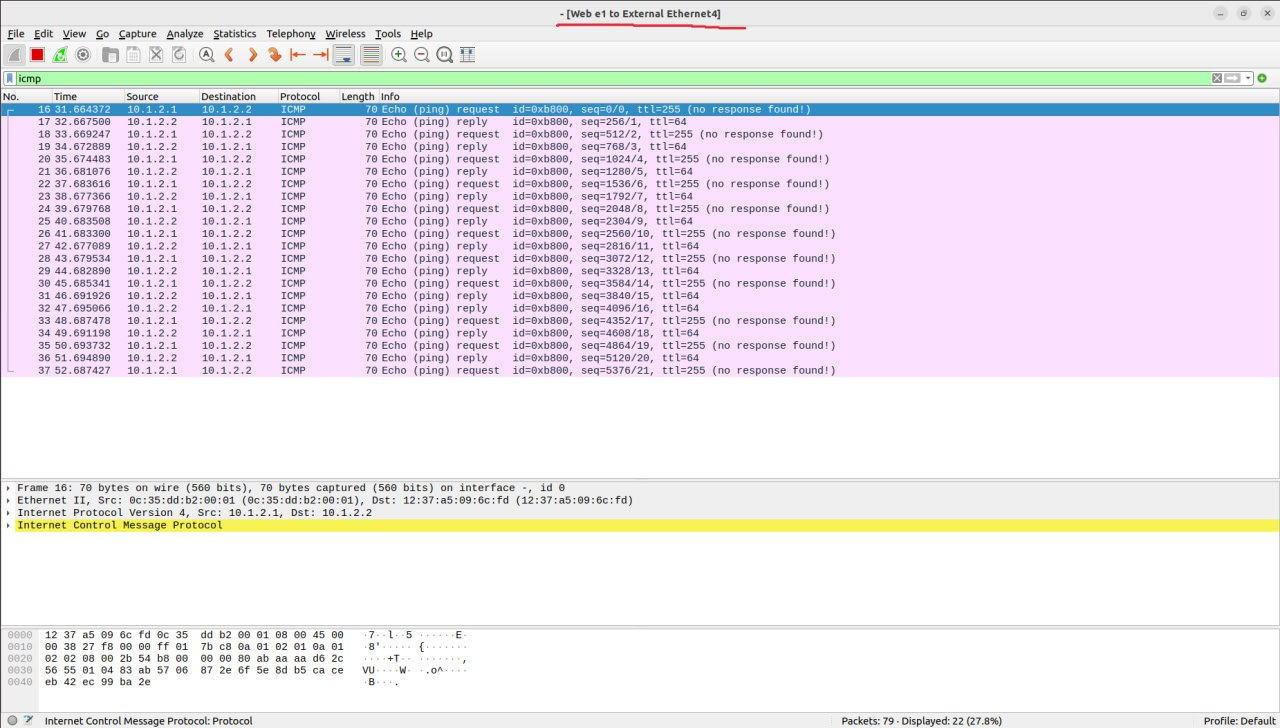 - [Web e1 to External Ethernet4]
File Edit View Go Capture Analyze Statistics Telephony Wireless Tools Help
icmp
No. Time Source Destination Protocol Length Info
16 31.664372 10.1.2.1 10.1.2.2 ICMP 70 Echo (ping) request id=0xb800, seq=0/0, ttl=255 (no response found!)
17 32.667500 10.1.2.2 10.1.2.1 ICMP 70 Echo (ping) reply id=0xb800, seq=256/1, ttl=64
18 33.669247 10.1.2.1 10.1.2.2 ICMP 70 Echo (ping) request id=0xb800, seq=512/2, ttl=255 (no response found!)
19 34.672889 10.1.2.2 10.1.2.1 ICMP 70 Echo (ping) reply id=0xb800, seq=768/3, ttl=64
20 35.674483 10.1.2.1 10.1.2.2 ICMP 70 Echo (ping) request id=0xb800, seq=1024/4, ttl=255 (no response found!)
21 36.681076 10.1.2.2 10.1.2.1 ICMP 70 Echo (ping) reply id=0xb800, seq=1280/5, ttl=64
22 37.683616 10.1.2.1 10.1.2.2 ICMP 70 Echo (ping) request id=0xb800, seq=1536/6, ttl=255 (no response found!)
23 38.677366 10.1.2.2 10.1.2.1 ICMP 70 Echo (ping) reply id=0xb800, seq=1792/7, ttl=64
24 39.679768 10.1.2.1 10.1.2.2 ICMP 70 Echo (ping) request id=0xb800, seq=2048/8, ttl=255 (no response found!)
25 40.683508 10.1.2.2 10.1.2.1 ICMP 70 Echo (ping) reply id=0xb800, seq=2304/9, ttl=64
26 41.683300 10.1.2.1 10.1.2.2 ICMP 70 Echo (ping) request id=0xb800, seq=2560/10, ttl=255 (no response found!)
27 42.677089 10.1.2.2 10.1.2.1 ICMP 70 Echo (ping) reply id=0xb800, seq=2816/11, ttl=64
28 43.679534 10.1.2.1 10.1.2.2 ICMP 70 Echo (ping) request id=0xb800, seq=3072/12, ttl=255 (no response found!)
29 44.682890 10.1.2.2 10.1.2.1 ICMP 70 Echo (ping) reply id=0xb800, seq=3328/13, ttl=64
30 45.685341 10.1.2.1 10.1.2.2 ICMP 70 Echo (ping) request id=0xb800, seq=3584/14, ttl=255 (no response found!)
31 46.691926 10.1.2.2 10.1.2.1 ICMP 70 Echo (ping) reply id=0xb800, seq=3840/15, ttl=64
32 47.695066 10.1.2.2 10.1.2.1 ICMP 70 Echo (ping) reply id=0xb800, seq=4096/16, ttl=64
33 48.687478 10.1.2.1 10.1.2.2 ICMP 70 Echo (ping) request id=0xb800, seq=4352/17, ttl=255 (no response found!)
34 49.691198 10.1.2.2 10.1.2.1 ICMP 70 Echo (ping) reply id=0xb800, seq=4608/18, ttl=64
35 50.693732 10.1.2.1 10.1.2.2 ICMP 70 Echo (ping) request id=0xb800, seq=4864/19, ttl=255 (no response found!)
36 51.694890 10.1.2.2 10.1.2.1 ICMP 70 Echo (ping) reply id=0xb800, seq=5120/20, ttl=64
37 52.687427 10.1.2.1 10.1.2.2 ICMP 70 Echo (ping) request id=0xb800, seq=5376/21, ttl=255 (no response found!)
Frame 16: 70 bytes on wire (560 bits), 70 bytes captured (560 bits) on interface -, id 0
Ethernet II, Src: 0c:35:dd:b2:00:01 (0c:35:dd:b2:00:01), Dst: 12:37:a5:09:6c:fd (12:37:a5:09:6c:fd)
Internet Protocol Version 4, Src: 10.1.2.1, Dst: 10.1.2.2
Internet Control Message Protocol
0000 12 37 a5 09 6c fd 0c 35 dd b2 00 01 08 00 45 00 ·7··l··5 ······E·
0010 00 38 27 f8 00 00 ff 01 7b c8 0a 01 02 01 0a 01 ·8'····· {·······
0020 02 02 08 00 2b 54 b8 00 00 00 80 ab aa aa d6 2c ····+T·· ·······,
0030 56 55 01 04 83 ab 57 06 87 2e 6f 5e 8d b5 ca ce VU····W· ·.o^····
0040 eb 42 ec 99 ba 2e ·B···.
Internet Control Message Protocol: Protocol Packets: 79 · Displayed: 22 (27.8%) Profile: Default